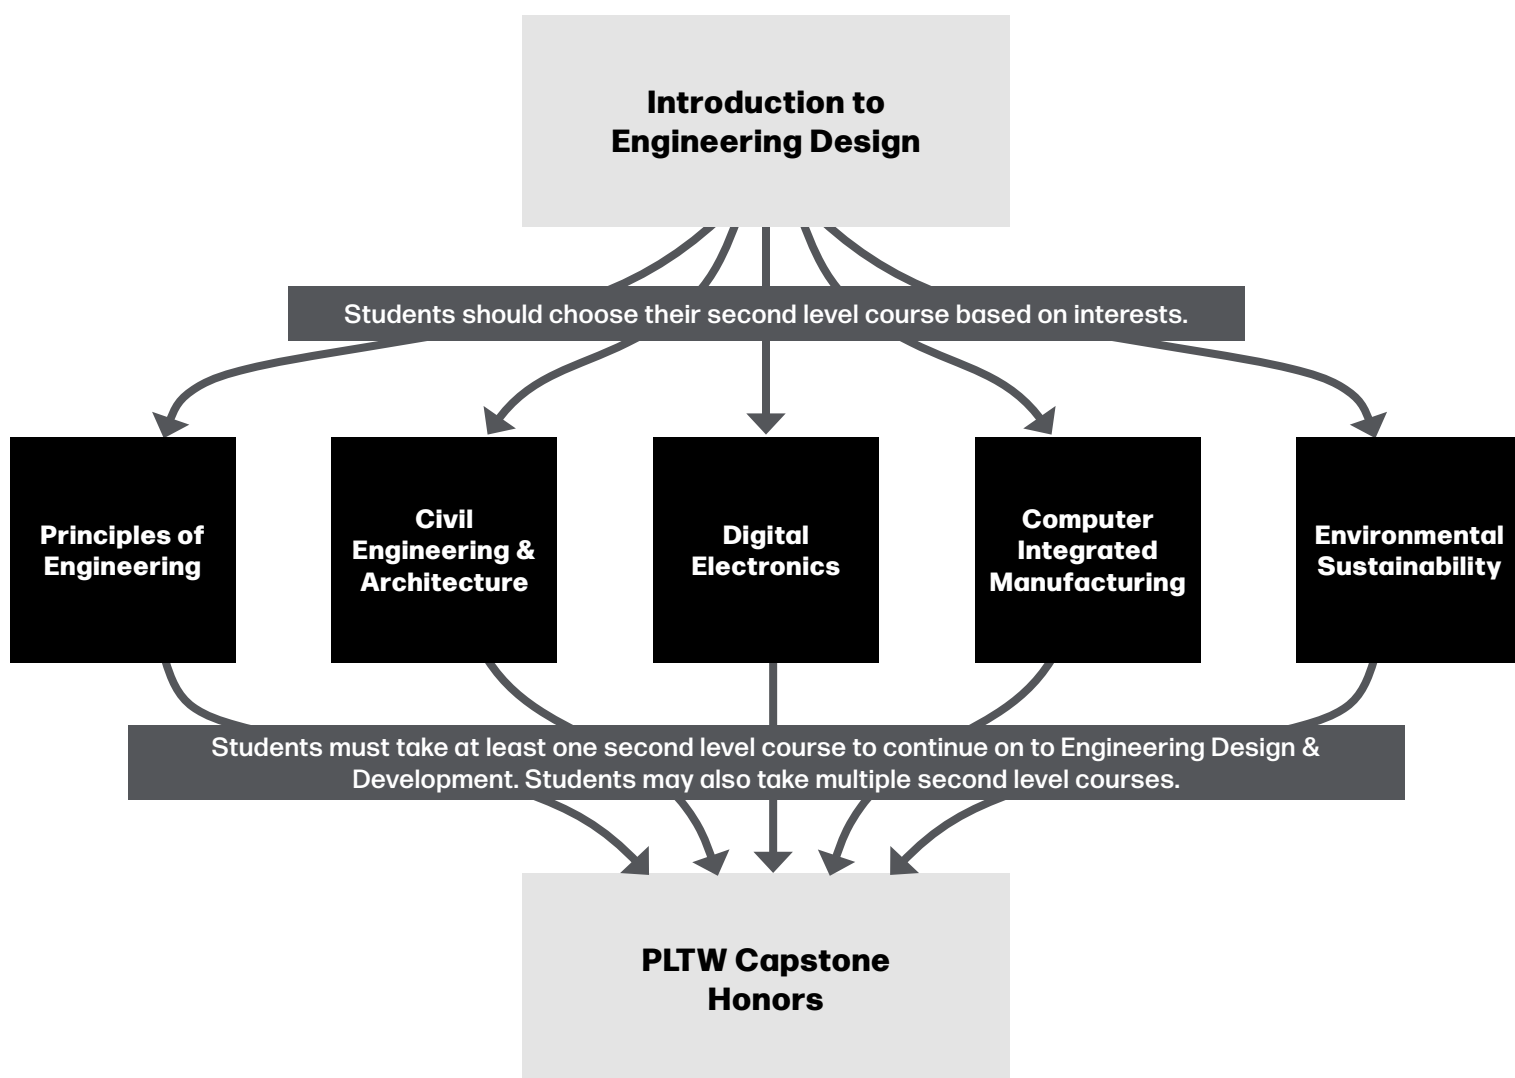 Introduction to
Engineering Design
Students should choose their second level course based on interests.
Principles of
Engineering
Civil
Engineering &
Architecture
Digital
Electronics
Computer
Integrated
Manufacturing
Environmental
Sustainability
Students must take at least one second level course to continue on to Engineering Design &
Development. Students may also take multiple second level courses.
PLTW Capstone
Honors